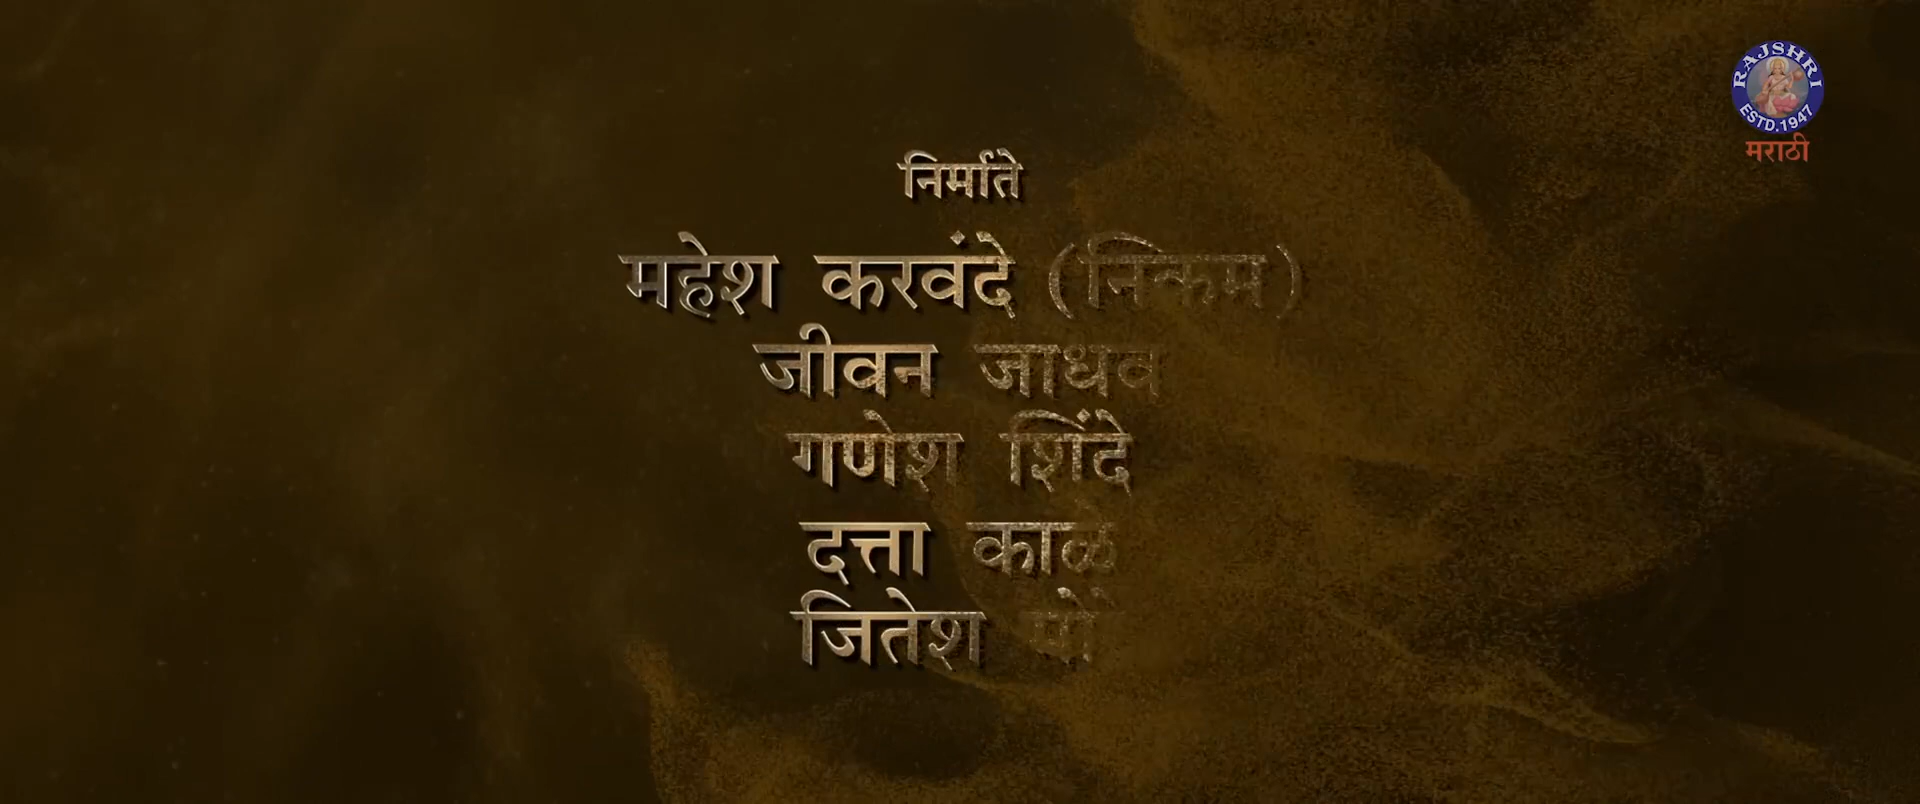 RAJSHRI
ESTD.1947
मराठी
निर्माते
महेश करवंदे (निकम)
जीवन जाधव
गणेश शिंदे
दत्ता
जितेश